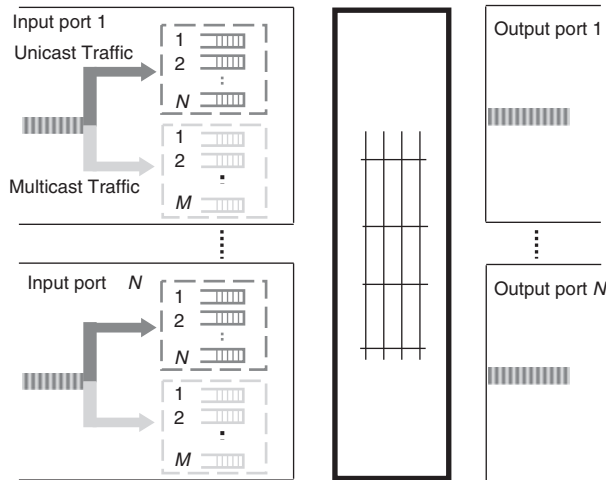 Input port 1
Unicast Traffic
1
2
N
Multicast Traffic
1
2
M
Output port 1
Input port N
1
2
N
1
2
M
Output port N